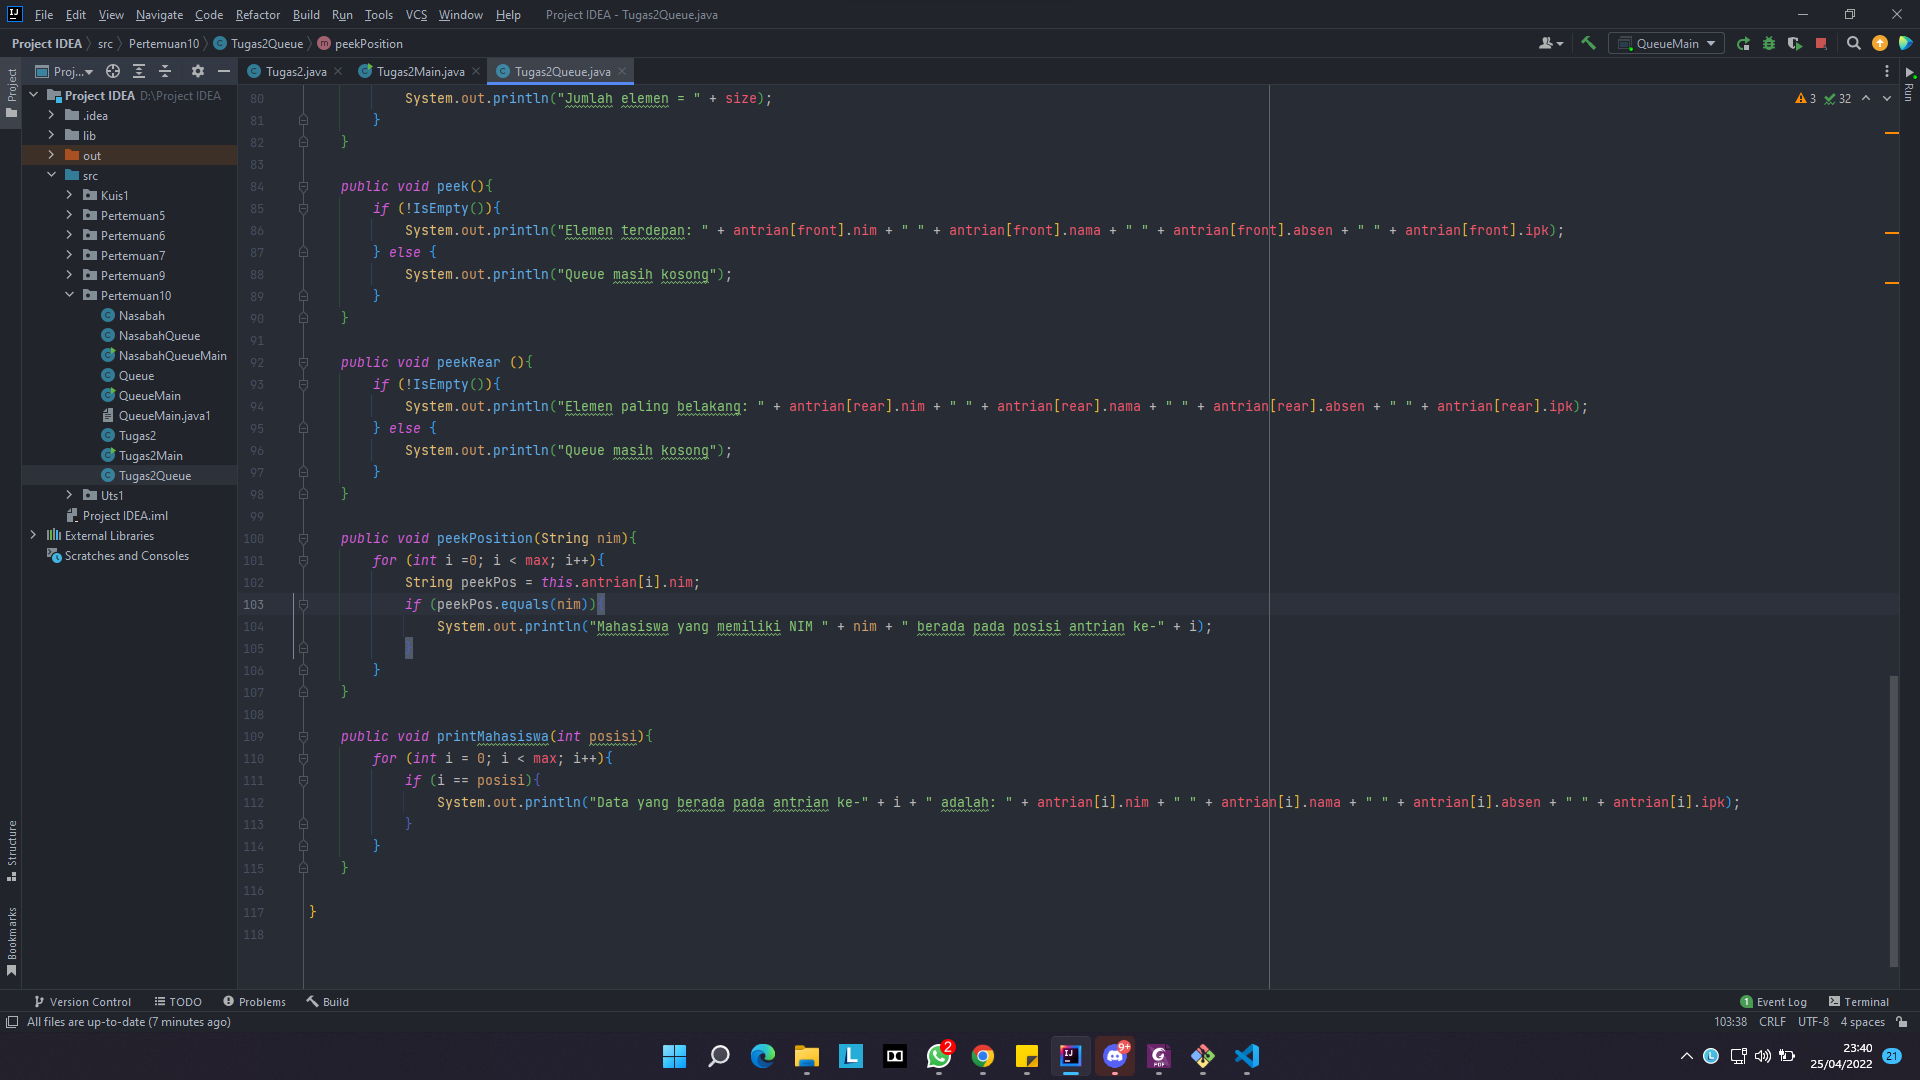 File Edit View Navigate Code Refactor Build Run Tools VCS Window Help Project IDEA - Tugas2Queue.java
Project IDEA src Pertemuan10 Tugas2Queue peekPosition QueueMain
Proj... Tugas2.java Tugas2Main.java Tugas2Queue.java
Project
Structure
Bookmarks
Run
Project IDEA D:\Project IDEA
.idea
lib
out
src
Kuis1
Pertemuan5
Pertemuan6
Pertemuan7
Pertemuan9
Pertemuan10
Nasabah
NasabahQueue
NasabahQueueMain
Queue
QueueMain
QueueMain.java1
Tugas2
Tugas2Main
Tugas2Queue
Uts1
Project IDEA.iml
External Libraries
Scratches and Consoles
3 32
80 System.out.println("Jumlah elemen = " + size);
81 }
82 }
83
84 public void peek(){
85 if (!IsEmpty()){
86 System.out.println("Elemen terdepan: " + antrian[front].nim + " " + antrian[front].nama + " " + antrian[front].absen + " " + antrian[front].ipk);
87 } else {
88 System.out.println("Queue masih kosong");
89 }
90 }
91
92 public void peekRear (){
93 if (!IsEmpty()){
94 System.out.println("Elemen paling belakang: " + antrian[rear].nim + " " + antrian[rear].nama + " " + antrian[rear].absen + " " + antrian[rear].ipk);
95 } else {
96 System.out.println("Queue masih kosong");
97 }
98 }
99
100 public void peekPosition(String nim){
101 for (int i =0; i < max; i++){
102 String peekPos = this.antrian[i].nim;
103 if (peekPos.equals(nim)){
104 System.out.println("Mahasiswa yang memiliki NIM " + nim + " berada pada posisi antrian ke-" + i);
105 }
106 }
107 }
108
109 public void printMahasiswa(int posisi){
110 for (int i = 0; i < max; i++){
111 if (i == posisi){
112 System.out.println("Data yang berada pada antrian ke-" + i + " adalah: " + antrian[i].nim + " " + antrian[i].nama + " " + antrian[i].absen + " " + antrian[i].ipk);
113 }
114 }
115 }
116
117 }
118
Version Control TODO Problems Build 1 Event Log Terminal
All files are up-to-date (7 minutes ago) 103:38 CRLF UTF-8 4 spaces
2 9+ 23:40
25/04/2022 21